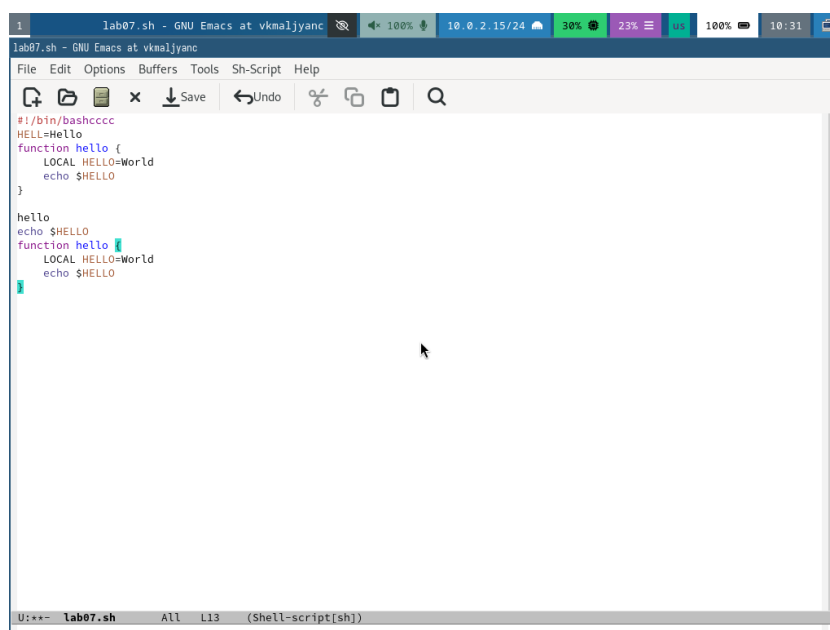 1 lab07.sh - GNU Emacs at vkmaljyanc 100% 10.0.2.15/24 30% 23% us 100% 10:31
lab07.sh - GNU Emacs at vkmaljyanc
File Edit Options Buffers Tools Sh-Script Help
Save Undo
#!/bin/bashcccc
HELL=Hello
function hello {
    LOCAL HELLO=World
    echo $HELLO
}
hello
echo $HELLO
function hello {
    LOCAL HELLO=World
    echo $HELLO
}
U:**- lab07.sh All L13 (Shell-script[sh])